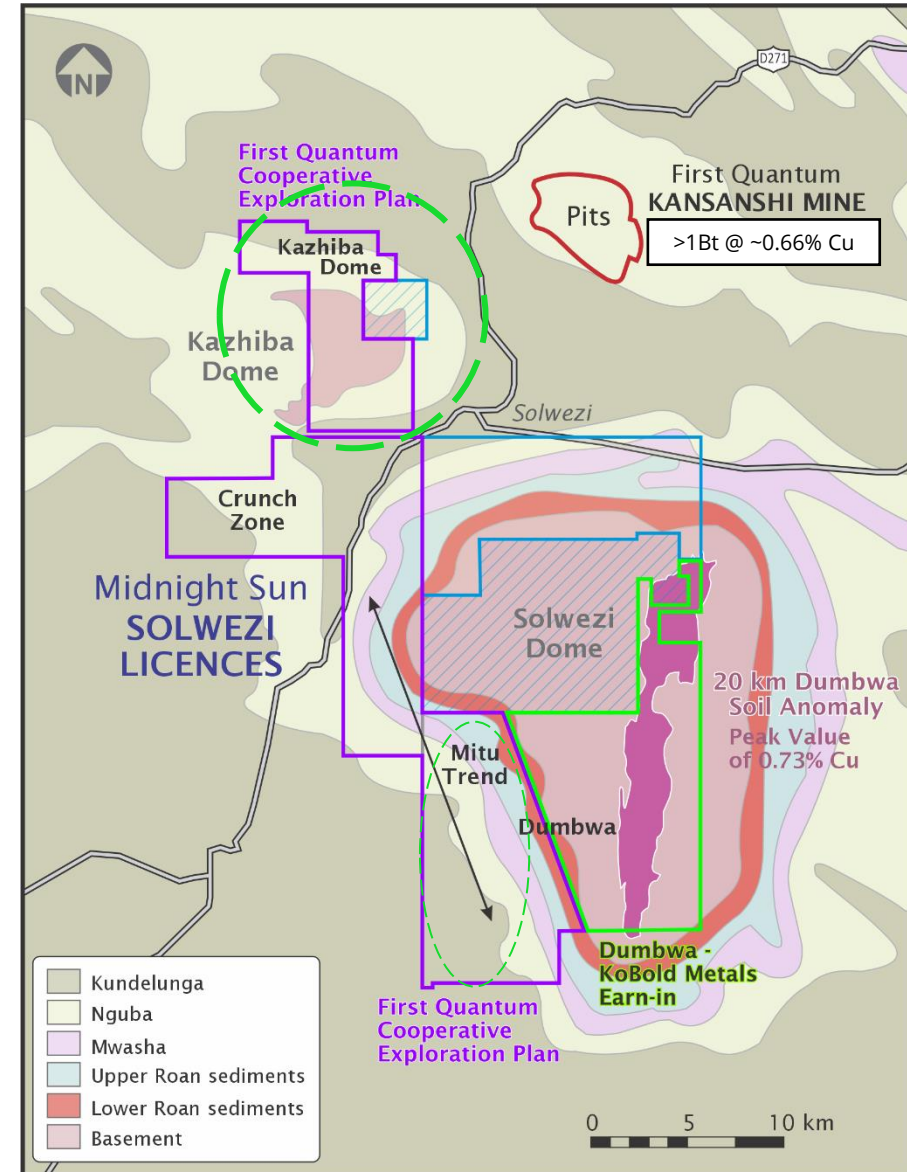 N
D271
First Quantum
Cooperative
Exploration Plan
First Quantum
KANSANSHI MINE
>1Bt @ ~0.66% Cu
Pits
Kazhiba
Dome
Kazhiba
Dome
Solwezi
Crunch
Zone
Midnight Sun
SOLWEZI
LICENCES
Solwezi
Dome
20 km Dumbwa
Soil Anomaly
Peak Value
of 0.73% Cu
Mitu
Trend
Dumbwa
Dumbwa -
KoBold Metals
Earn-in
First Quantum
Cooperative
Exploration Plan
Kundelunga
Nguba
Mwasha
Upper Roan sediments
Lower Roan sediments
Basement
0 5 10 km